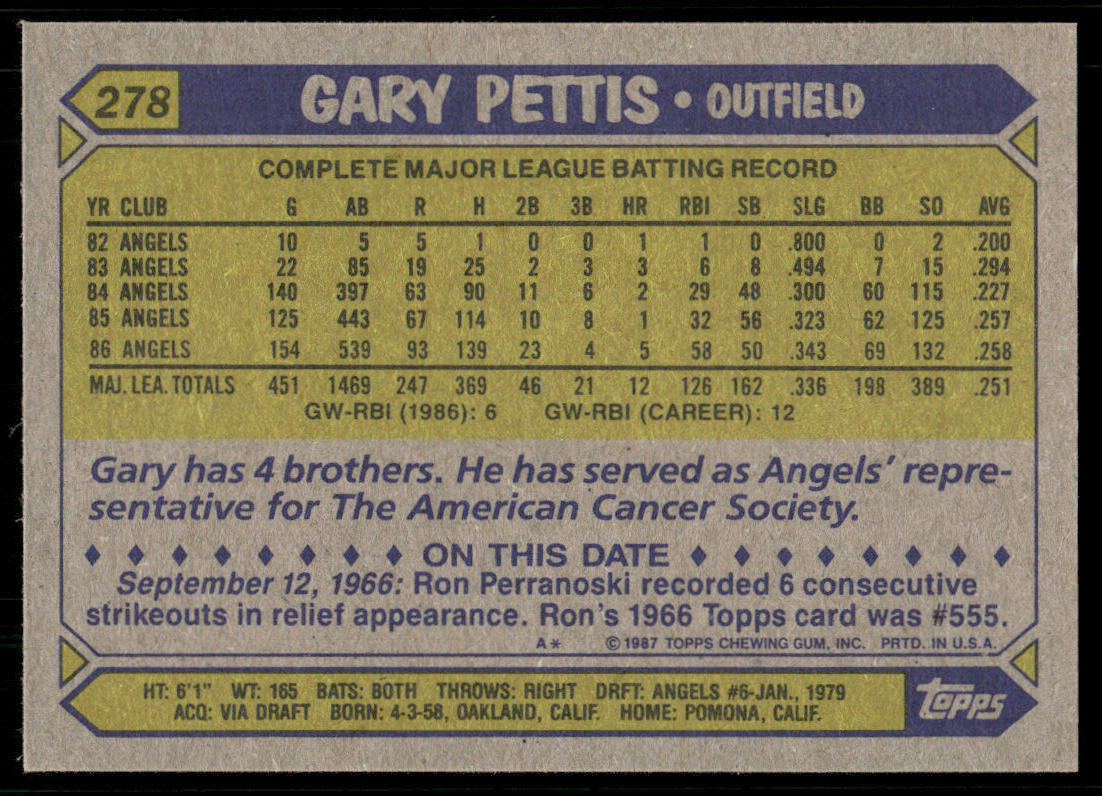 278 GARY PETTIS • OUTFIELD
COMPLETE MAJOR LEAGUE BATTING RECORD
YR CLUB G AB R H 2B 3B HR RBI SB SLG BB SO AVG
82 ANGELS 10 5 5 1 0 0 1 1 0 .800 0 2 .200
83 ANGELS 22 85 19 25 2 3 3 6 8 .494 7 15 .294
84 ANGELS 140 397 63 90 11 6 2 29 48 .300 60 115 .227
85 ANGELS 125 443 67 114 10 8 1 32 56 .323 62 125 .257
86 ANGELS 154 539 93 139 23 4 5 58 50 .343 69 132 .258
MAJ. LEA. TOTALS 451 1469 247 369 46 21 12 126 162 .336 198 389 .251
GW-RBI (1986): 6 GW-RBI (CAREER): 12
Gary has 4 brothers. He has served as Angels' repre-
sentative for The American Cancer Society.
ON THIS DATE
September 12, 1966: Ron Perranoski recorded 6 consecutive
strikeouts in relief appearance. Ron's 1966 Topps card was #555.
A* © 1987 TOPPS CHEWING GUM, INC. PRTD. IN U.S.A.
HT: 6'1" WT: 165 BATS: BOTH THROWS: RIGHT DRFT: ANGELS #6-JAN., 1979
ACQ: VIA DRAFT BORN: 4-3-58, OAKLAND, CALIF. HOME: POMONA, CALIF.
topps